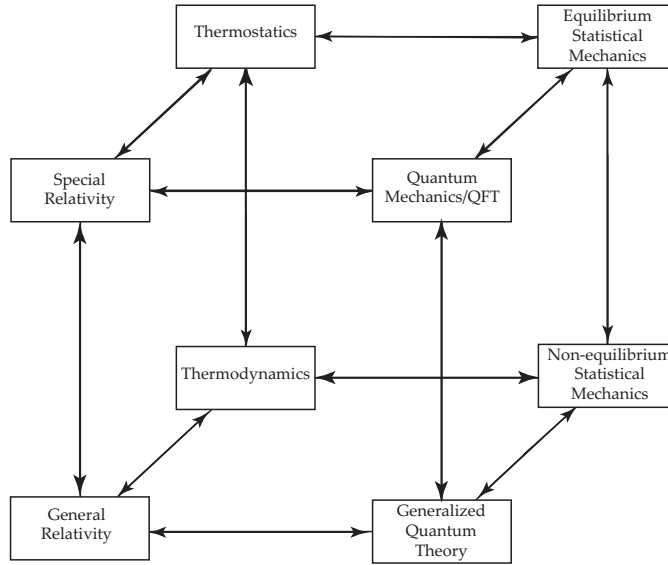 Thermostatics
Equilibrium
Statistical
Mechanics
Special
Relativity
Quantum
Mechanics/QFT
Thermodynamics
Non-equilibrium
Statistical
Mechanics
General
Relativity
Generalized
Quantum
Theory